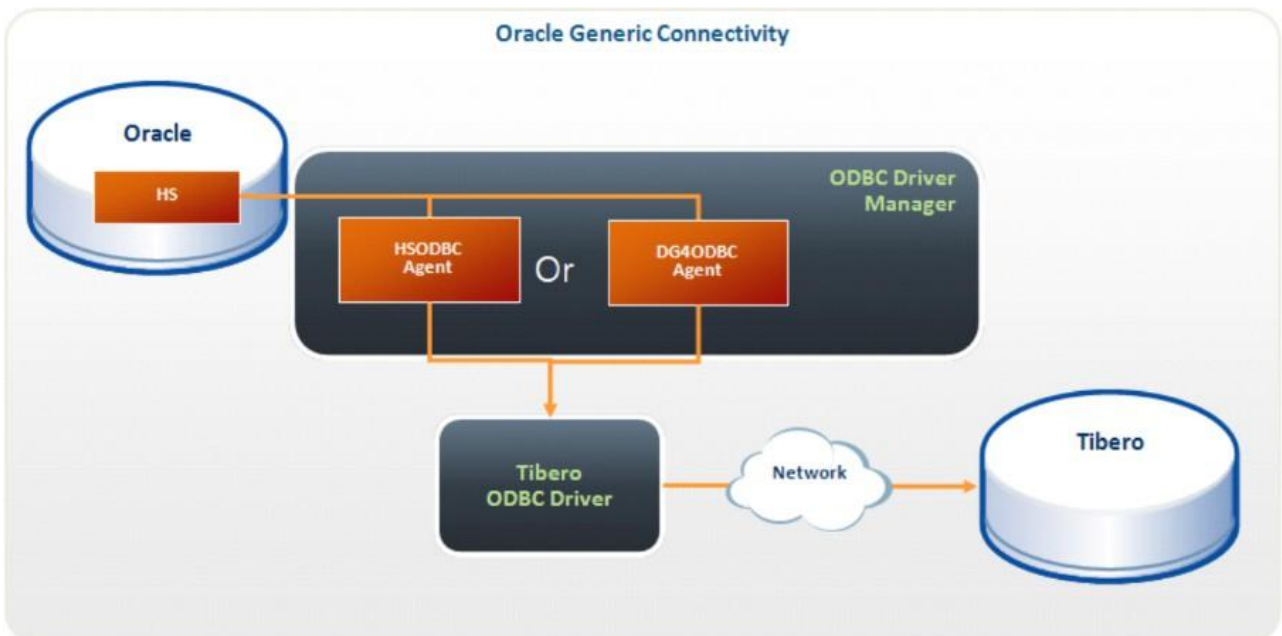 Oracle Generic Connectivity
Oracle
HS
ODBC Driver
Manager
HSODBC
Agent
Or
DG4ODBC
Agent
Tibero
ODBC Driver
Network
Tibero